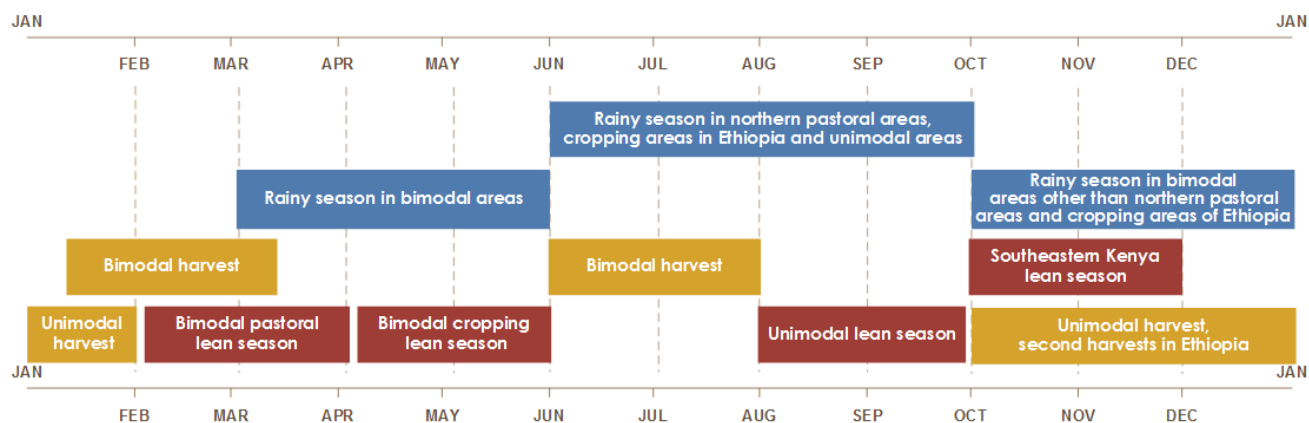 JAN
JAN
FEB MAR APR MAY JUN JUL AUG SEP OCT NOV DEC
Rainy season in northern pastoral areas,
cropping areas in Ethiopia and unimodal areas
Rainy season in bimodal areas
Rainy season in bimodal
areas other than northern pastoral
areas and cropping areas of Ethiopia
Bimodal harvest
Bimodal harvest
Southeastern Kenya
lean season
Unimodal
harvest
Bimodal pastoral
lean season
Bimodal cropping
lean season
Unimodal lean season
Unimodal harvest,
second harvests in Ethiopia
JAN
JAN
FEB MAR APR MAY JUN JUL AUG SEP OCT NOV DEC